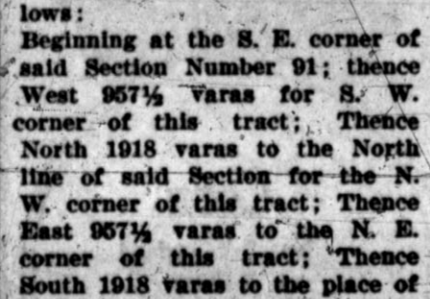 lows:
Beginning at the S. E. corner of
said Section Number 91; thence
West 957½ varas for S. W.
corner of this tract; Thence
North 1918 varas to the North
line of said Section for the N.
W. corner of this tract; Thence
East 957½ varas to the N. E.
corner of this tract; Thence
South 1918 varas to the place of